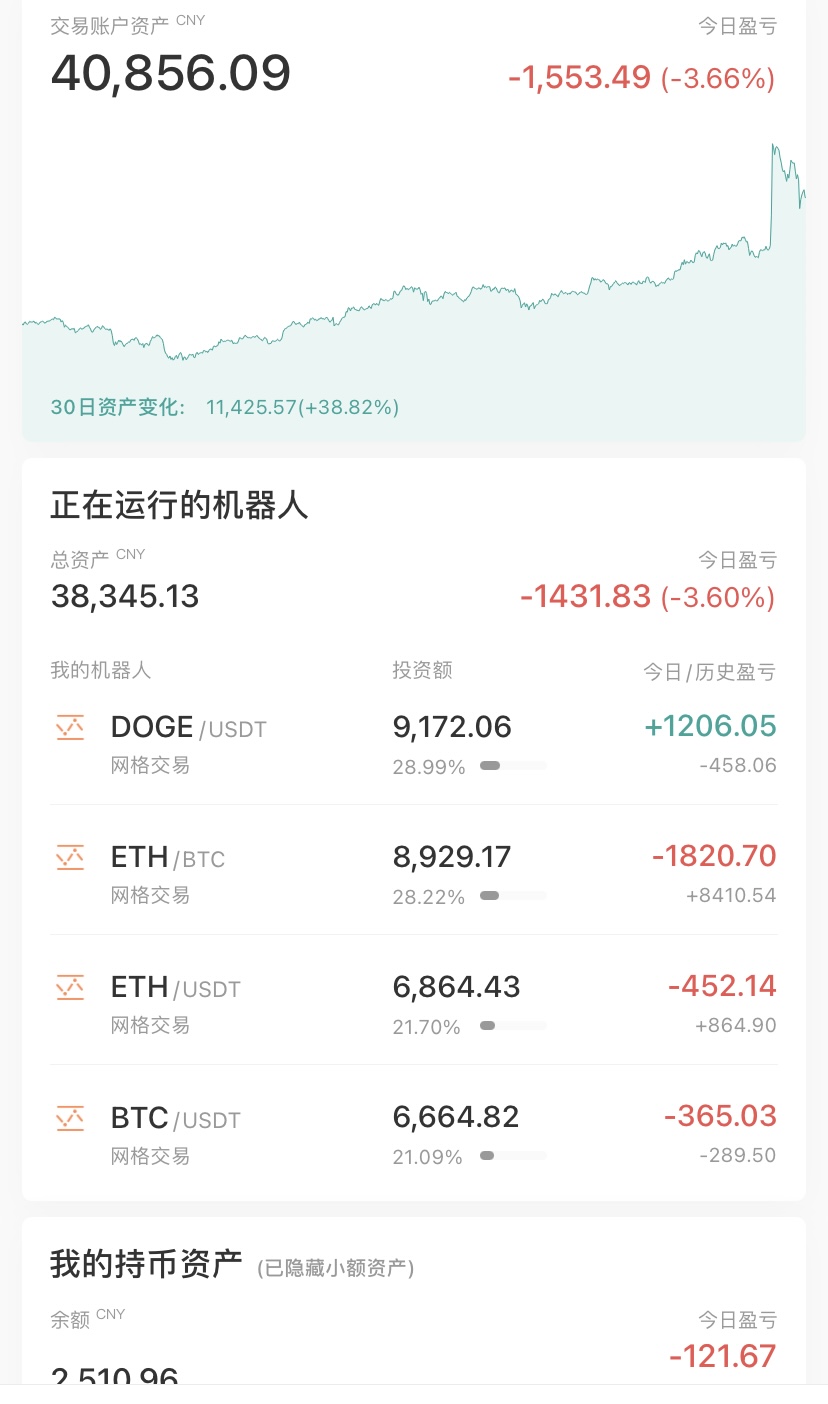 交易账户资产 CNY 今日盈亏
40,856.09 -1,553.49 (-3.66%)
30日资产变化: 11,425.57(+38.82%)
正在运行的机器人
总资产 CNY 今日盈亏
38,345.13 -1431.83 (-3.60%)
我的机器人 投资额 今日/历史盈亏
DOGE/USDT 9,172.06 +1206.05
网格交易 28.99% -458.06
ETH/BTC 8,929.17 -1820.70
网格交易 28.22% +8410.54
ETH/USDT 6,864.43 -452.14
网格交易 21.70% +864.90
BTC/USDT 6,664.82 -365.03
网格交易 21.09% -289.50
我的持币资产 (已隐藏小额资产)
余额 CNY 今日盈亏
2,510.96 -121.67